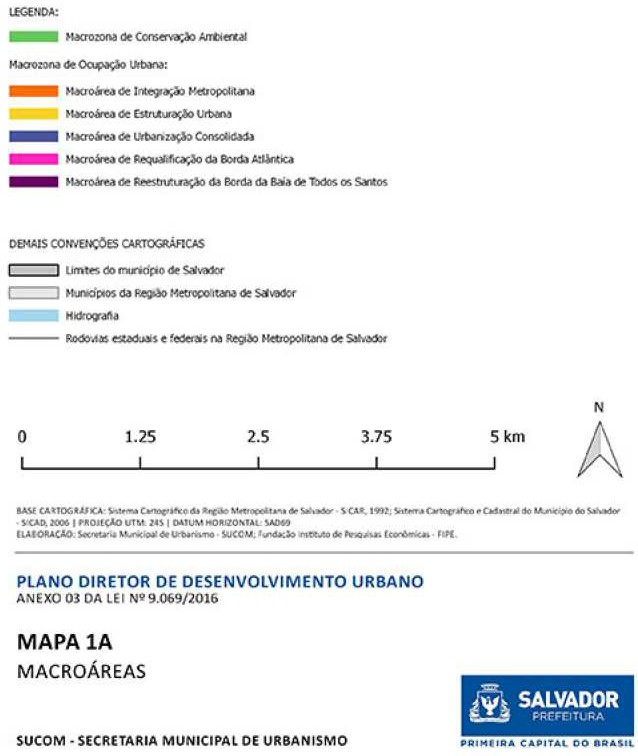 LEGENDA:
Macrozona de Conservação Ambiental
Macrozona de Ocupação Urbana:
Macroárea de Integração Metropolitana
Macroárea de Estruturação Urbana
Macroárea de Urbanização Consolidada
Macroárea de Requalificação da Borda Atlântica
Macroárea de Reestruturação da Borda da Baía de Todos os Santos
DEMAIS CONVENÇÕES CARTOGRÁFICAS
Limites do município de Salvador
Municípios da Região Metropolitana de Salvador
Hidrografia
Rodovias estaduais e federais na Região Metropolitana de Salvador
N
0 1.25 2.5 3.75 5 km
BASE CARTOGRÁFICA: Sistema Cartográfico da Região Metropolitana de Salvador - SICAR, 1992; Sistema Cartográfico e Cadastral do Município do Salvador
- SICAD, 2006 | PROJEÇÃO UTM: 24S | DATUM HORIZONTAL: SAD69
ELABORAÇÃO: Secretaria Municipal de Urbanismo - SUCOM; Fundação Instituto de Pesquisas Econômicas - FIPE.
PLANO DIRETOR DE DESENVOLVIMENTO URBANO
ANEXO 03 DA LEI Nº 9.069/2016
MAPA 1A
MACROÁREAS
SALVADOR
PREFEITURA
PRIMEIRA CAPITAL DO BRASIL
SUCOM - SECRETARIA MUNICIPAL DE URBANISMO